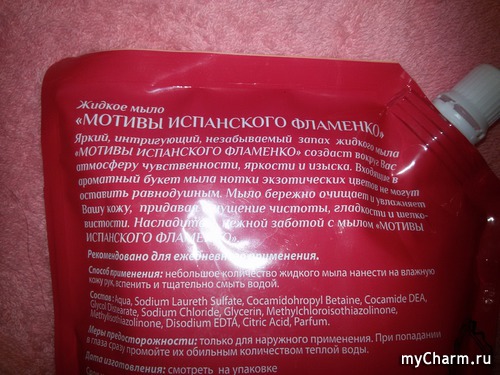 Жидкое мыло
«МОТИВЫ ИСПАНСКОГО ФЛАМЕНКО»
Яркий, интригующий, незабываемый запах жидкого мыла
«МОТИВЫ ИСПАНСКОГО ФЛАМЕНКО» создаст вокруг Вас
атмосферу чувственности, яркости и изыска. Входящие в
ароматный букет мыла нотки экзотических цветов не могут
оставить равнодушным. Мыло бережно очищает и увлажняет
Вашу кожу, придавая ощущение чистоты, гладкости и шелко-
вистости. Насладитесь нежной заботой с мылом «МОТИВЫ
ИСПАНСКОГО ФЛАМЕНКО».
Рекомендовано для ежедневного применения.
Способ применения: небольшое количество жидкого мыла нанести на влажную
кожу рук, вспенить и тщательно смыть водой.
Состав: Aqua, Sodium Laureth Sulfate, Cocamidohropyl Betaine, Cocamide DEA,
Glycol Distearate, Sodium Chloride, Glycerin, Methylchloroisothiazolinone,
Methylisothiazolinone, Disodium EDTA, Citric Acid, Parfum.
Меры предосторожности: только для наружного применения. При попадании
в глаза сразу промойте их обильным количеством теплой воды.
Дата изготовления: смотреть на упаковке
Срок
myCharm.ru